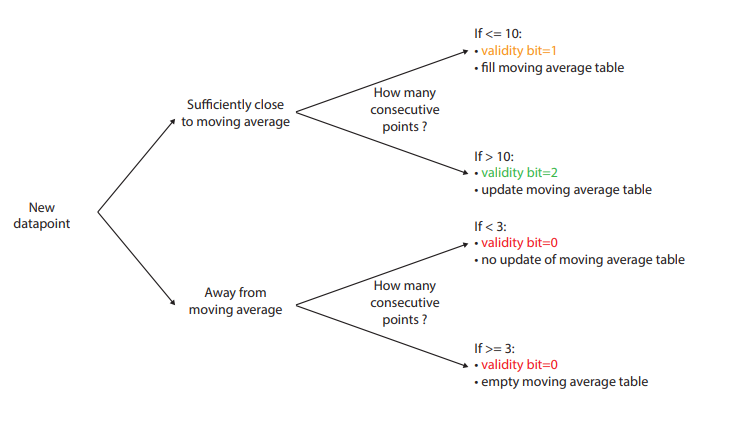 New
datapoint
Sufficiently close
to moving average
How many
consecutive
points ?
If <= 10:
• validity bit=1
• fill moving average table
If > 10:
• validity bit=2
• update moving average table
Away from
moving average
How many
consecutive
points ?
If < 3:
• validity bit=0
• no update of moving average table
If >= 3:
• validity bit=0
• empty moving average table